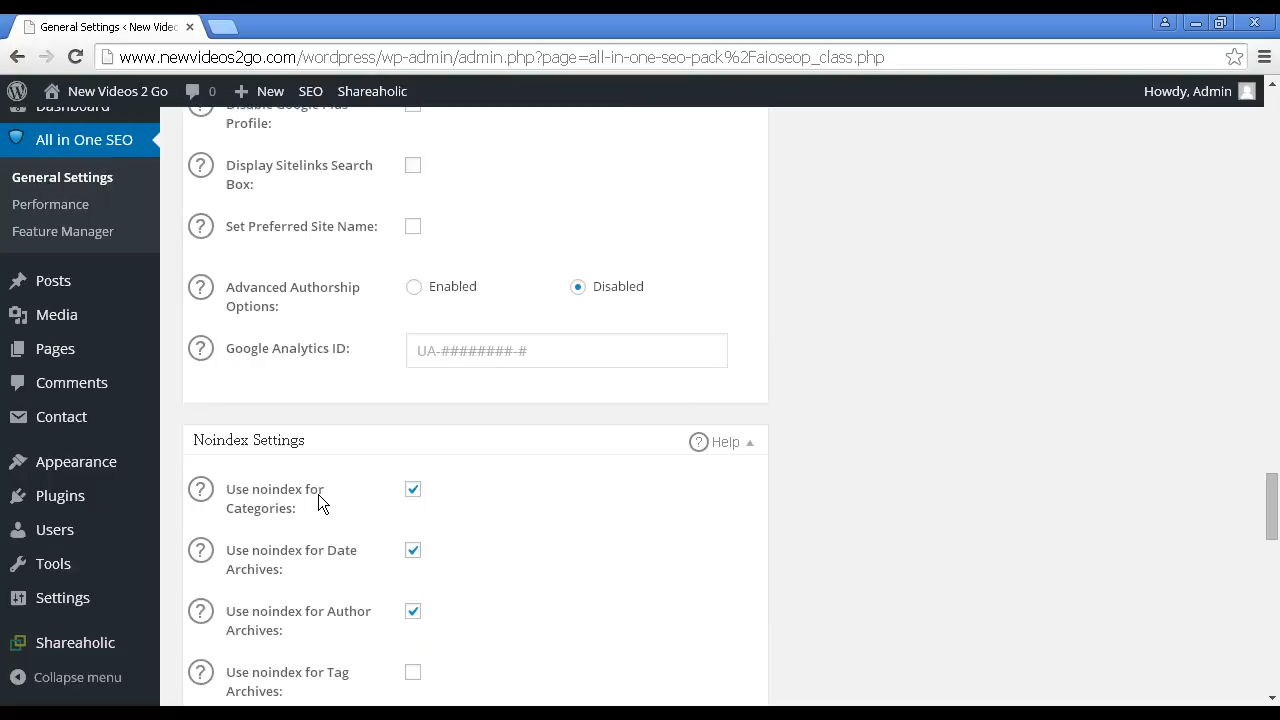 General Settings ‹ New Videc
www.newvideos2go.com/wordpress/wp-admin/admin.php?page=all-in-one-seo-pack%2Faioseop_class.php
New Videos 2 Go 0 New SEO Shareaholic Howdy, Admin
Dashboard
All in One SEO
General Settings
Performance
Feature Manager
Posts
Media
Pages
Comments
Contact
Appearance
Plugins
Users
Tools
Settings
Shareaholic
Collapse menu
? Disable Google Plus
Profile:
? Display Sitelinks Search
Box:
? Set Preferred Site Name:
? Advanced Authorship Enabled Disabled
Options:
? Google Analytics ID: UA-########-#
Noindex Settings ? Help
? Use noindex for
Categories:
? Use noindex for Date
Archives:
? Use noindex for Author
Archives:
? Use noindex for Tag
Archives: